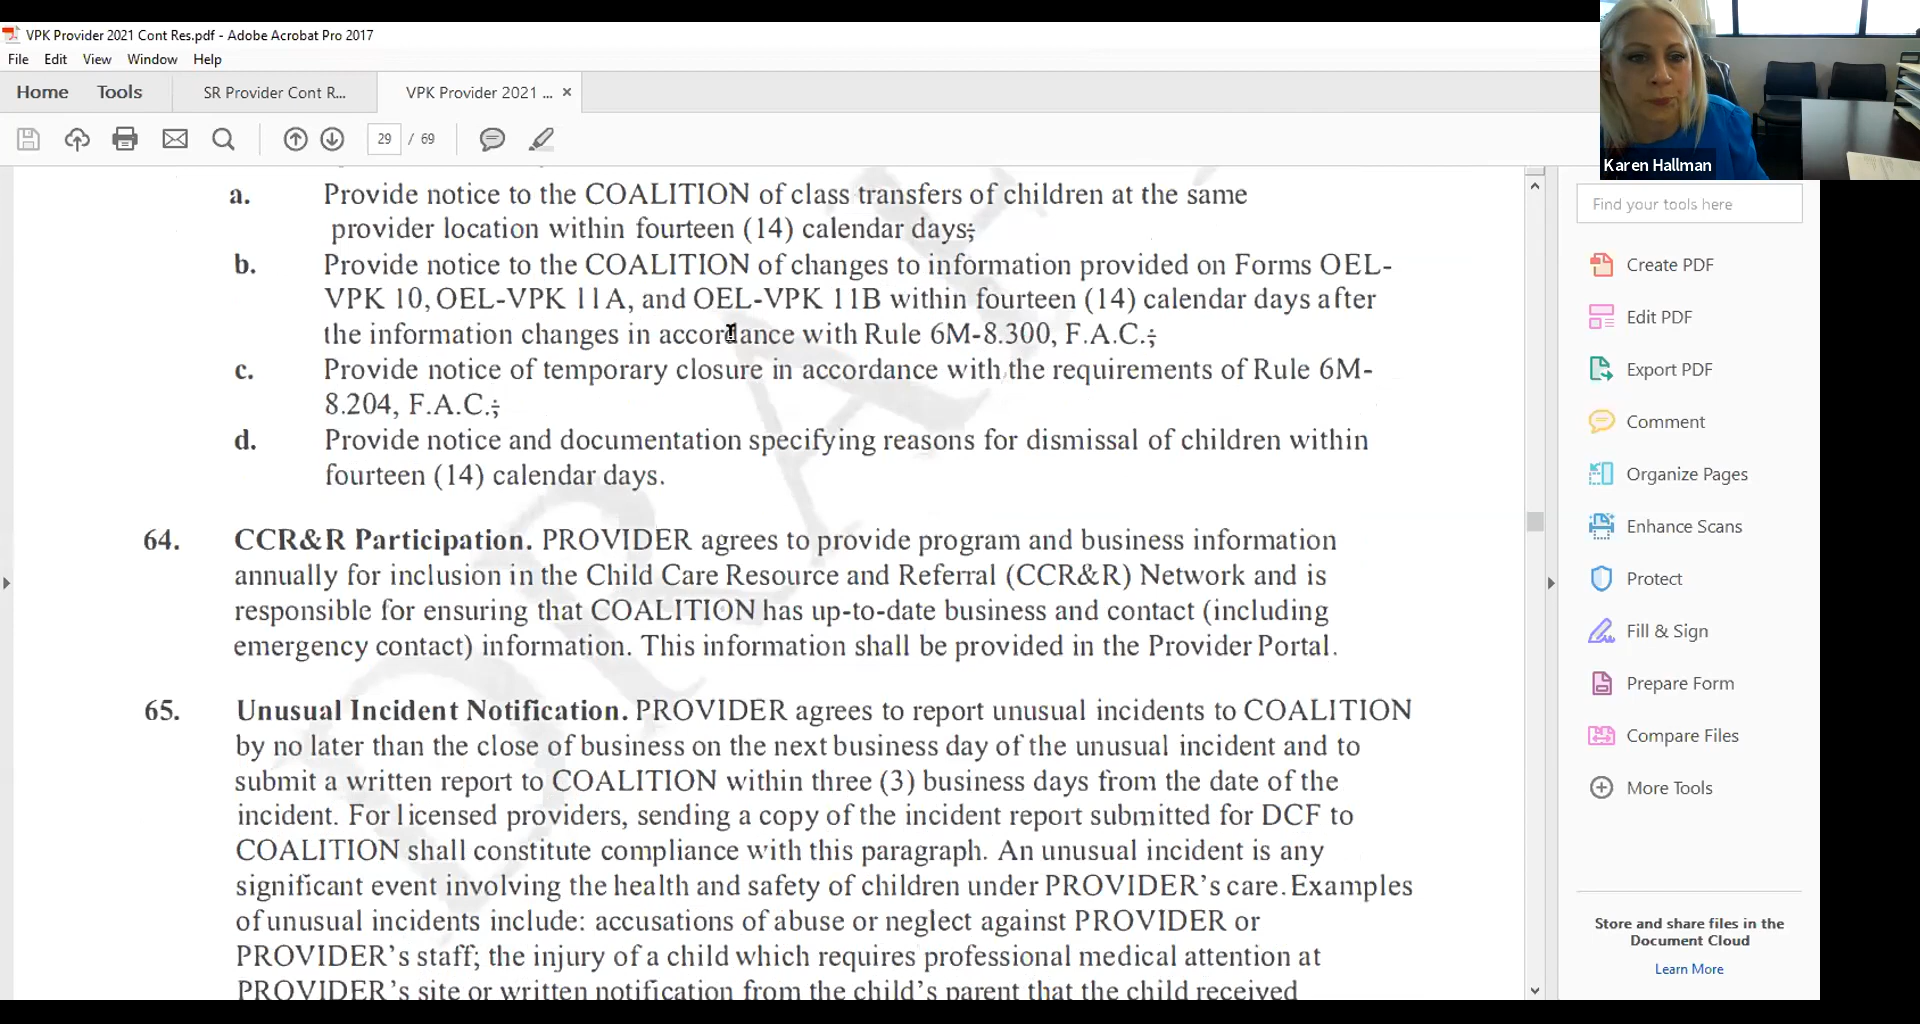 VPK Provider 2021 Cont Res.pdf - Adobe Acrobat Pro 2017
File Edit View Window Help
Home Tools SR Provider Cont R... VPK Provider 2021 ... ×
29 / 69
Karen Hallman
a. Provide notice to the COALITION of class transfers of children at the same
provider location within fourteen (14) calendar days;
b. Provide notice to the COALITION of changes to information provided on Forms OEL-
VPK 10, OEL-VPK 11A, and OEL-VPK 11B within fourteen (14) calendar days after
the information changes in accordance with Rule 6M-8.300, F.A.C.;
c. Provide notice of temporary closure in accordance with the requirements of Rule 6M-
8.204, F.A.C.;
d. Provide notice and documentation specifying reasons for dismissal of children within
fourteen (14) calendar days.
64. CCR&R Participation. PROVIDER agrees to provide program and business information
annually for inclusion in the Child Care Resource and Referral (CCR&R) Network and is
responsible for ensuring that COALITION has up-to-date business and contact (including
emergency contact) information. This information shall be provided in the Provider Portal.
65. Unusual Incident Notification. PROVIDER agrees to report unusual incidents to COALITION
by no later than the close of business on the next business day of the unusual incident and to
submit a written report to COALITION within three (3) business days from the date of the
incident. For licensed providers, sending a copy of the incident report submitted for DCF to
COALITION shall constitute compliance with this paragraph. An unusual incident is any
significant event involving the health and safety of children under PROVIDER's care. Examples
of unusual incidents include: accusations of abuse or neglect against PROVIDER or
PROVIDER's staff; the injury of a child which requires professional medical attention at
PROVIDER's site or written notification from the child's parent that the child received
DRAF
Find your tools here
Create PDF
Edit PDF
Export PDF
Comment
Organize Pages
Enhance Scans
Protect
Fill & Sign
Prepare Form
Compare Files
More Tools
Store and share files in the
Document Cloud
Learn More